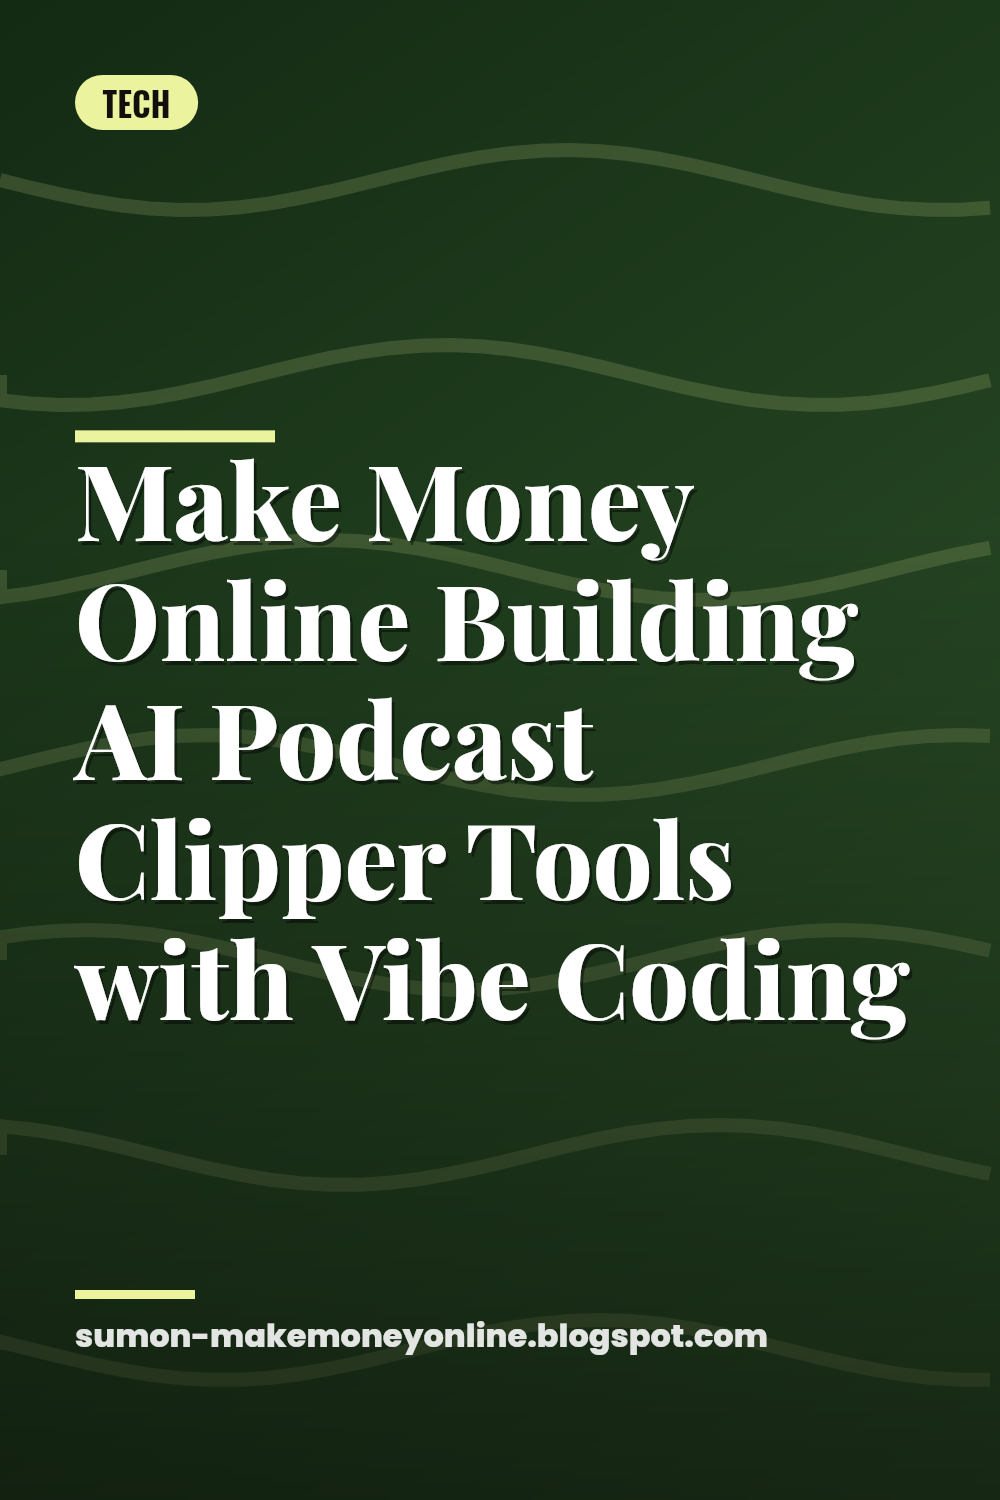 TECH
Make Money
Online Building
AI Podcast
Clipper Tools
with Vibe Coding
sumon-makemoneyonline.blogspot.com